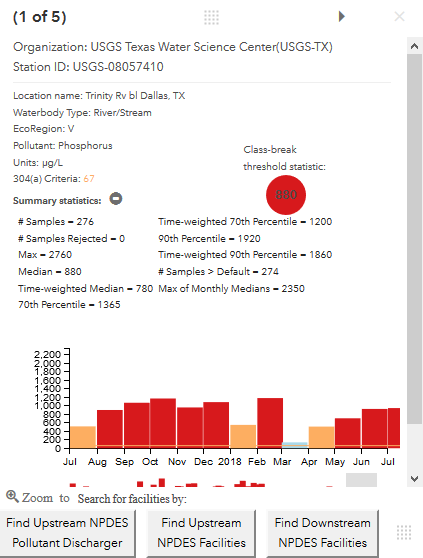 (1 of 5)
Organization: USGS Texas Water Science Center(USGS-TX)
Station ID: USGS-08057410
Location name: Trinity Rv bl Dallas, TX
Waterbody Type: River/Stream
EcoRegion: V
Pollutant: Phosphorus
Units: µg/L
304(a) Criteria: 67
Class-break
threshold statistic:
880
Summary statistics:
# Samples = 276
# Samples Rejected = 0
Max = 2760
Median = 880
Time-weighted Median = 780
70th Percentile = 1365
Time-weighted 70th Percentile = 1200
90th Percentile = 1920
Time-weighted 90th Percentile = 1860
# Samples > Default = 274
Max of Monthly Medians = 2350
2,200
2,000
1,800
1,600
1,400
1,200
1,000
800
600
400
200
0
Jul Aug Sep Oct Nov Dec 2018 Feb Mar Apr May Jun Jul
Zoom to Search for facilities by:
Find Upstream NPDES
Pollutant Discharger
Find Upstream
NPDES Facilities
Find Downstream
NPDES Facilities